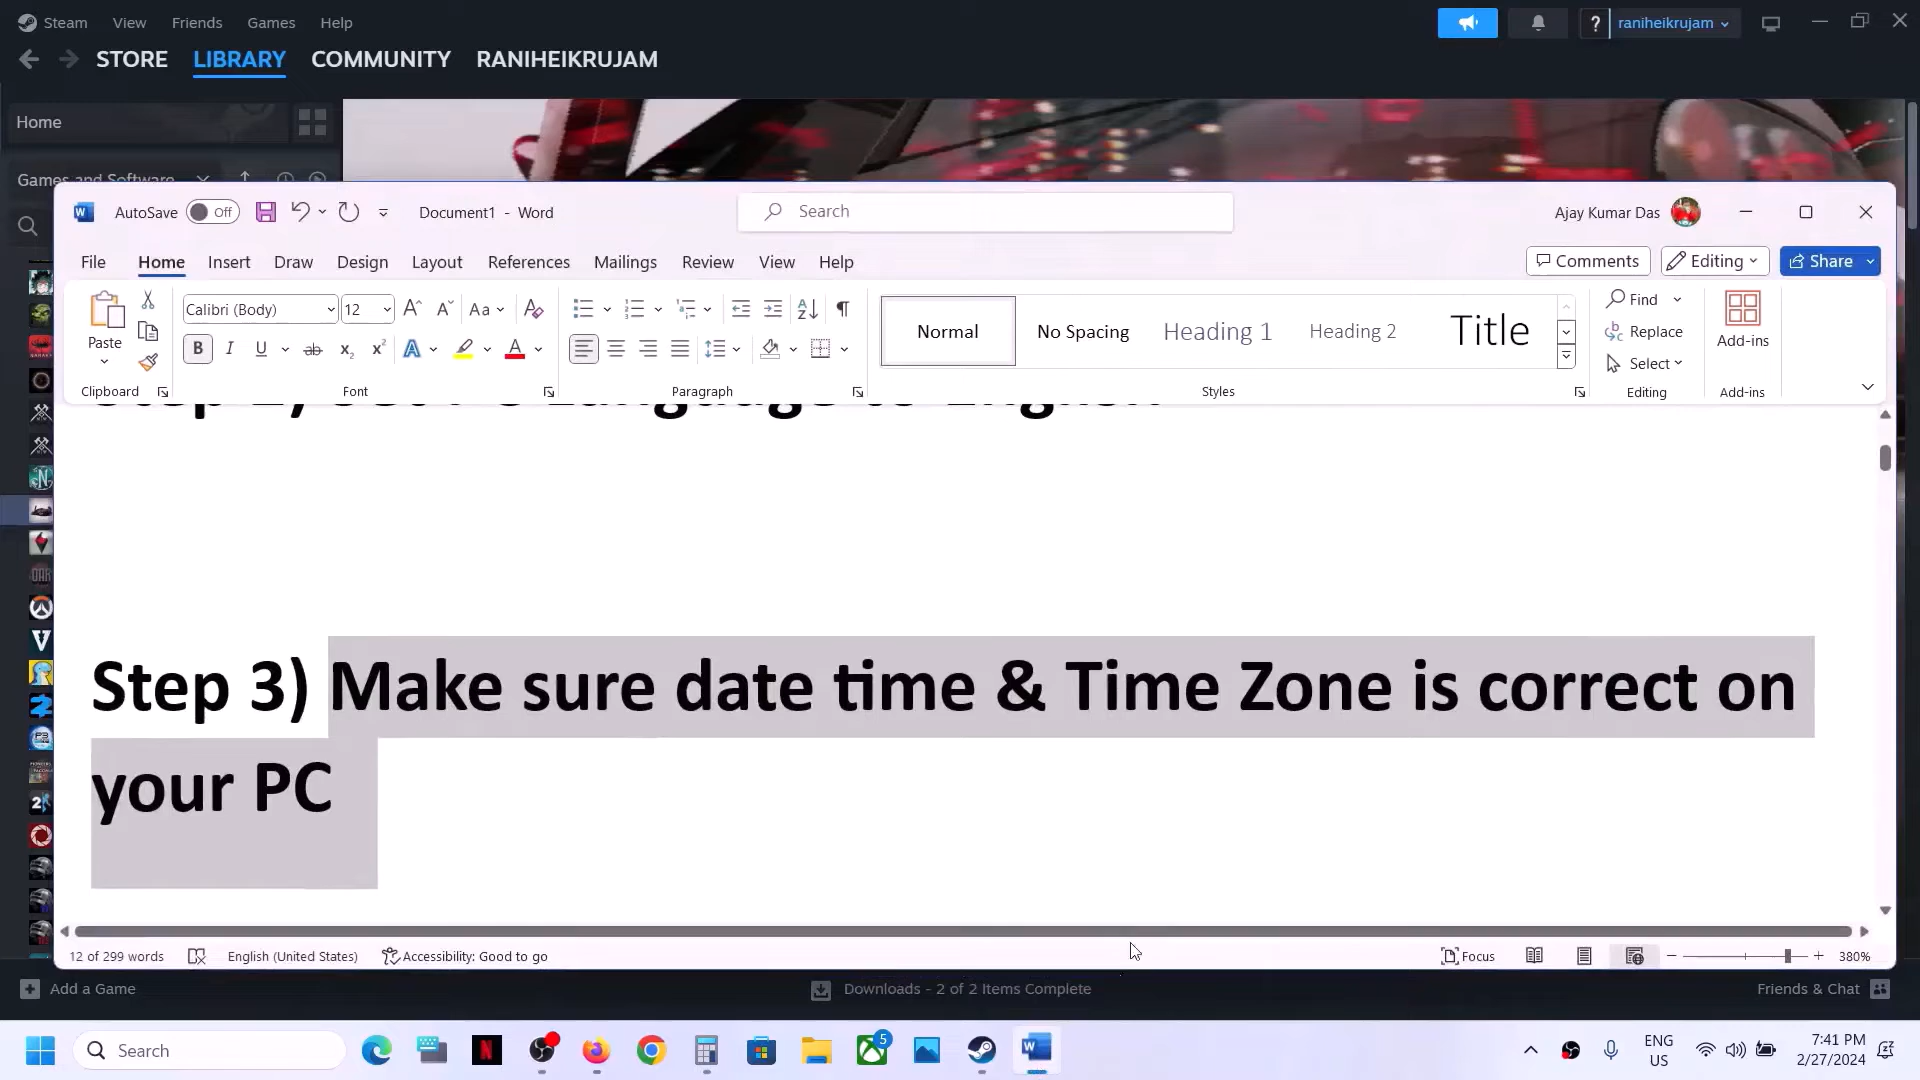 Steam View Friends Games Help
raniheikrujam
STORE LIBRARY COMMUNITY RANIHEIKRUJAM
Home
Games and Software
AutoSave Off Document1 - Word Search Ajay Kumar Das
File Home Insert Draw Design Layout References Mailings Review View Help Comments Editing Share
Paste
Calibri (Body) 12
Aa
Normal No Spacing Heading 1 Heading 2 Title
Find
Replace
Select
Add-ins
Clipboard Font Paragraph Styles Editing Add-ins
Step 3) Make sure date time & Time Zone is correct on
your PC
12 of 299 words English (United States) Accessibility: Good to go Focus 380%
Add a Game Downloads - 2 of 2 Items Complete Friends & Chat
Search 5 ENG US 7:41 PM 2/27/2024